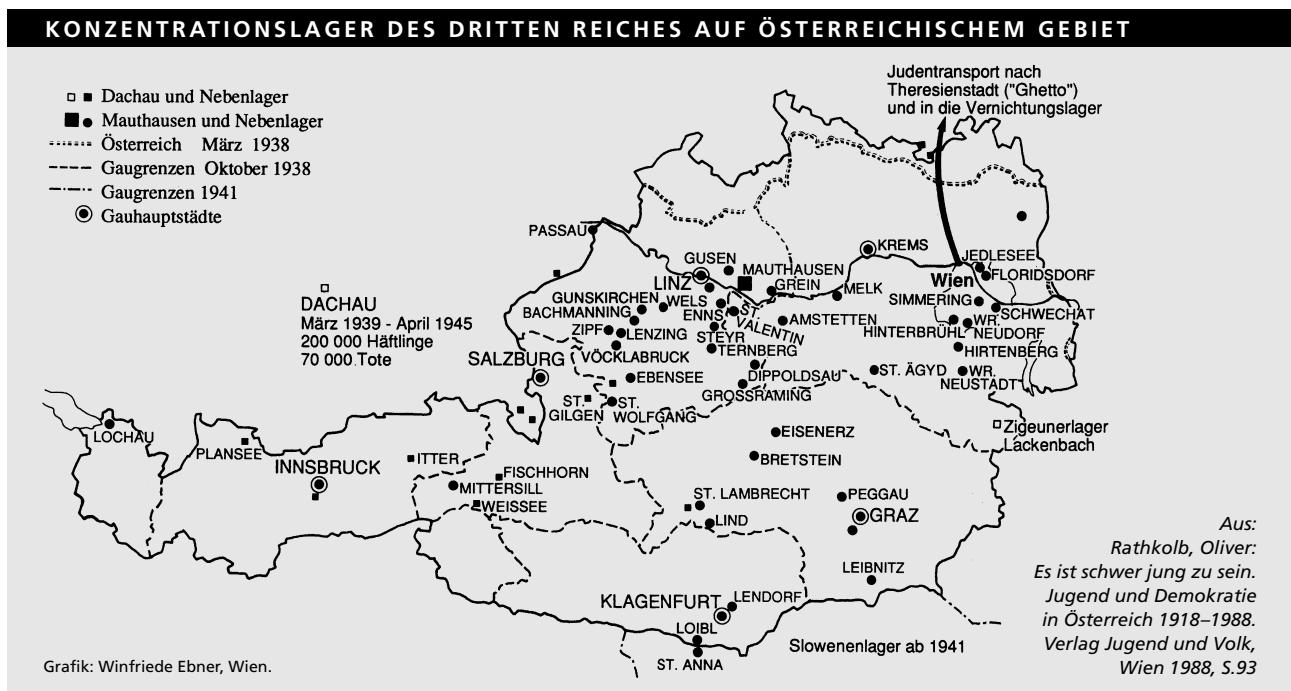 KONZENTRATIONSLAGER DES DRITTEN REICHES AUF ÖSTERREICHISCHEM GEBIET
Dachau und Nebenlager
Mauthausen und Nebenlager
Österreich März 1938
Gaugrenzen Oktober 1938
Gaugrenzen 1941
Gauhauptstädte
Judentransport nach
Theresienstadt ("Ghetto")
und in die Vernichtungslager
PASSAU
KREMS
GUSEN
JEDLESEE
LINZ
MAUTHAUSEN
Wien
FLORIDSDORF
DACHAU
März 1939 - April 1945
200 000 Häftlinge
70 000 Tote
GREIN
MELK
GUNSKIRCHEN
WELS
SIMMERING
BACHMANNING
ENNS
ST.
VALENTIN
AMSTETTEN
SCHWECHAT
ZIPF
LENZING
STEYR
HINTERBRÜHL
WR.
NEUDORF
VÖCKLABRUCK
TERNBERG
HIRTENBERG
SALZBURG
EBENSEE
DIPPOLDSAU
ST. ÄGYD
WR.
NEUSTADT
GROSSRAMING
ST.
GILGEN
ST.
WOLFGANG
Zigeunerlager
Lackenbach
LOCHAU
EISENERZ
PLANSEE
BRETSTEIN
INNSBRUCK
ITTER
FISCHHORN
MITTERSILL
WEISSEE
ST. LAMBRECHT
PEGGAU
LIND
GRAZ
LEIBNITZ
KLAGENFURT
LENDORF
LOIBL
ST. ANNA
Slowenenlager ab 1941
Aus:
Rathkolb, Oliver:
Es ist schwer jung zu sein.
Jugend und Demokratie
in Österreich 1918–1988.
Verlag Jugend und Volk,
Wien 1988, S.93
Grafik: Winfriede Ebner, Wien.